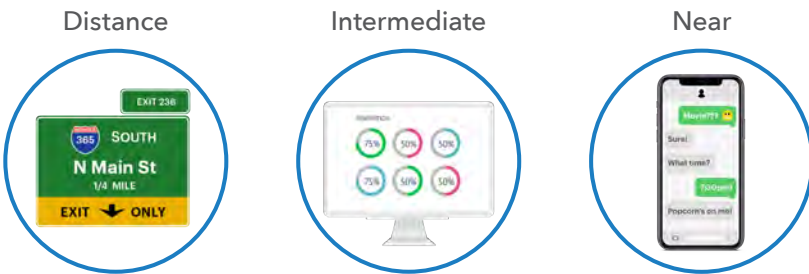 Distance
Intermediate
Near
EXIT 236
365 SOUTH
N Main St
1/4 MILE
EXIT ONLY
75%
50%
50%
75%
50%
50%
Sure!
What time?
7:00pm!
Popcorn's on me!